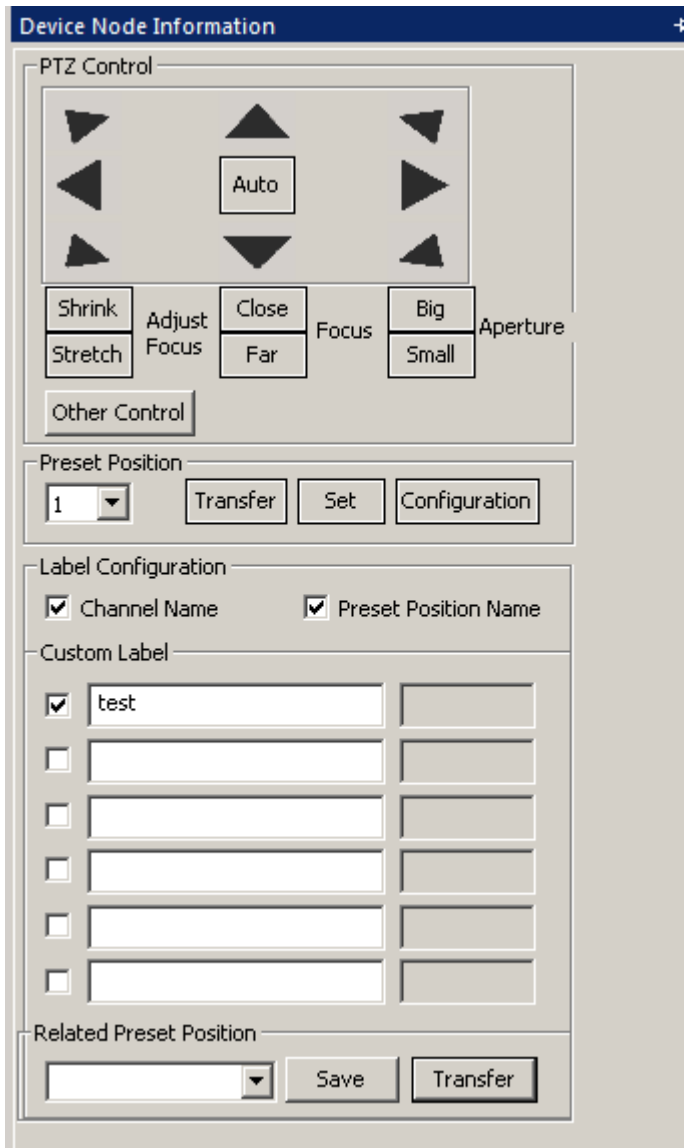 Device Node Information
PTZ Control
Auto
Shrink
Stretch
Adjust
Focus
Close
Far
Focus
Big
Small
Aperture
Other Control
Preset Position
1
Transfer
Set
Configuration
Label Configuration
Channel Name
Preset Position Name
Custom Label
test
Related Preset Position
Save
Transfer